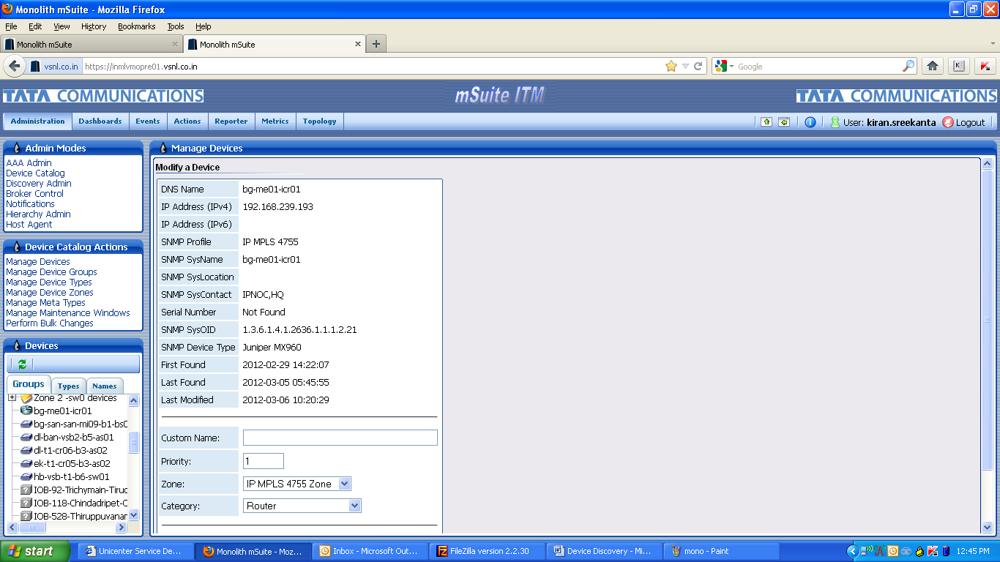 Monolith mSuite - Mozilla Firefox
File Edit View History Bookmarks Tools Help
Monolith mSuite × Monolith mSuite × +
vsnl.co.in https://inmlvmopre01.vsnl.co.in Google
TATA COMMUNICATIONS mSuite ITM TATA COMMUNICATIONS
Administration Dashboards Events Actions Reporter Metrics Topology User: kiran.sreekanta Logout
Admin Modes
AAA Admin
Device Catalog
Discovery Admin
Broker Control
Notifications
Hierarchy Admin
Host Agent
Device Catalog Actions
Manage Devices
Manage Device Groups
Manage Device Types
Manage Device Zones
Manage Meta Types
Manage Maintenance Windows
Perform Bulk Changes
Devices
Groups Types Names
Zone 2 -sw0 devices
bg-me01-icr01
bg-san-san-mi09-b1-bs0
dl-ban-vsb2-b5-as01
dl-t1-cr06-b3-as02
ek-t1-cr05-b3-as02
hb-vsb-t1-b6-sw01
IOB-92-Trichymain-Tiruc
IOB-118-Chindadripet-C
IOB-528-Thiruppuvanar
Manage Devices
Modify a Device
DNS Name bg-me01-icr01
IP Address (IPv4) 192.168.239.193
IP Address (IPv6)
SNMP Profile IP MPLS 4755
SNMP SysName bg-me01-icr01
SNMP SysLocation
SNMP SysContact IPNOC,HQ
Serial Number Not Found
SNMP SysOID 1.3.6.1.4.1.2636.1.1.1.2.21
SNMP Device Type Juniper MX960
First Found 2012-02-29 14:22:07
Last Found 2012-03-05 05:45:55
Last Modified 2012-03-06 10:20:29
Custom Name:
Priority: 1
Zone: IP MPLS 4755 Zone
Category: Router
start Unicenter Service De... Monolith mSuite - Moz... Inbox - Microsoft Out... FileZilla version 2.2.30 Device Discovery - Mi... mono - Paint 12:45 PM